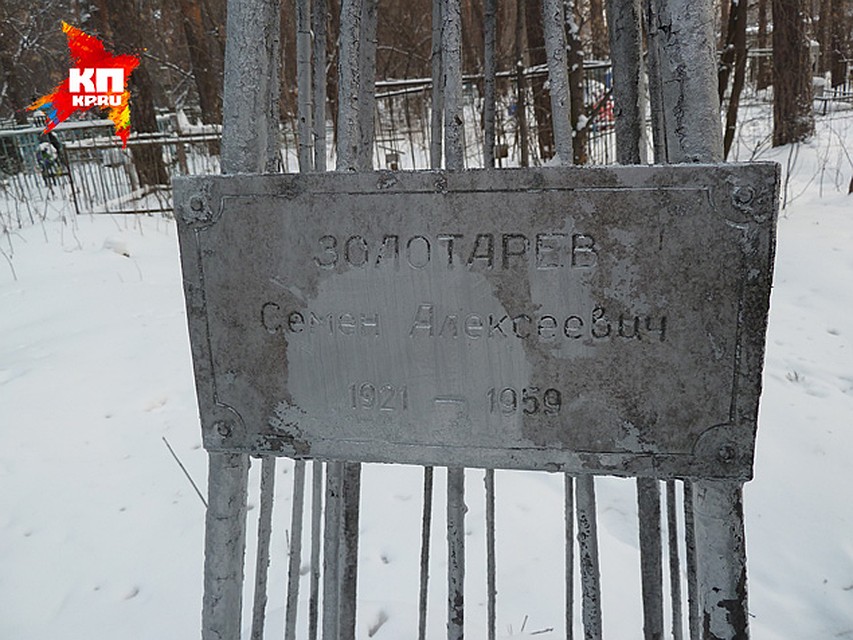 КП
KP.RU
ЗОЛОТАРЕВ
Семен Алексеевич
1921 — 1959